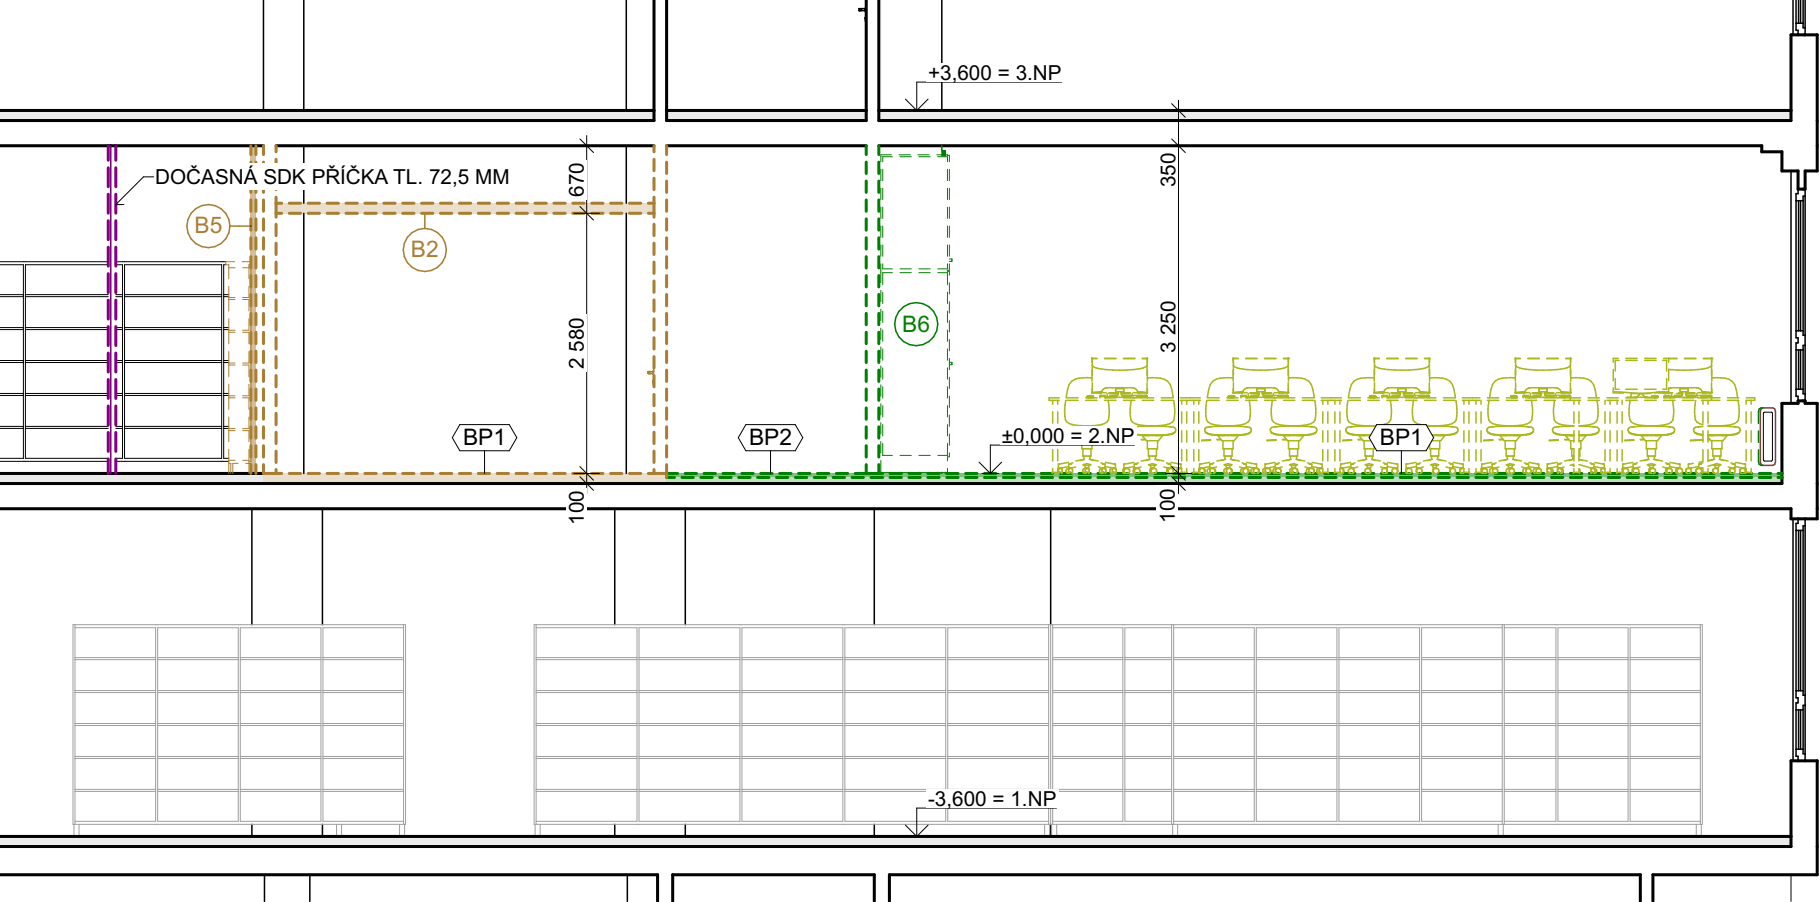 +3,600 = 3.NP
DOČASNÁ SDK PŘÍČKA TL. 72,5 MM
670
350
B5
B2
B6
2 580
3 250
BP1
BP2
±0,000 = 2.NP
BP1
100
100
-3,600 = 1.NP